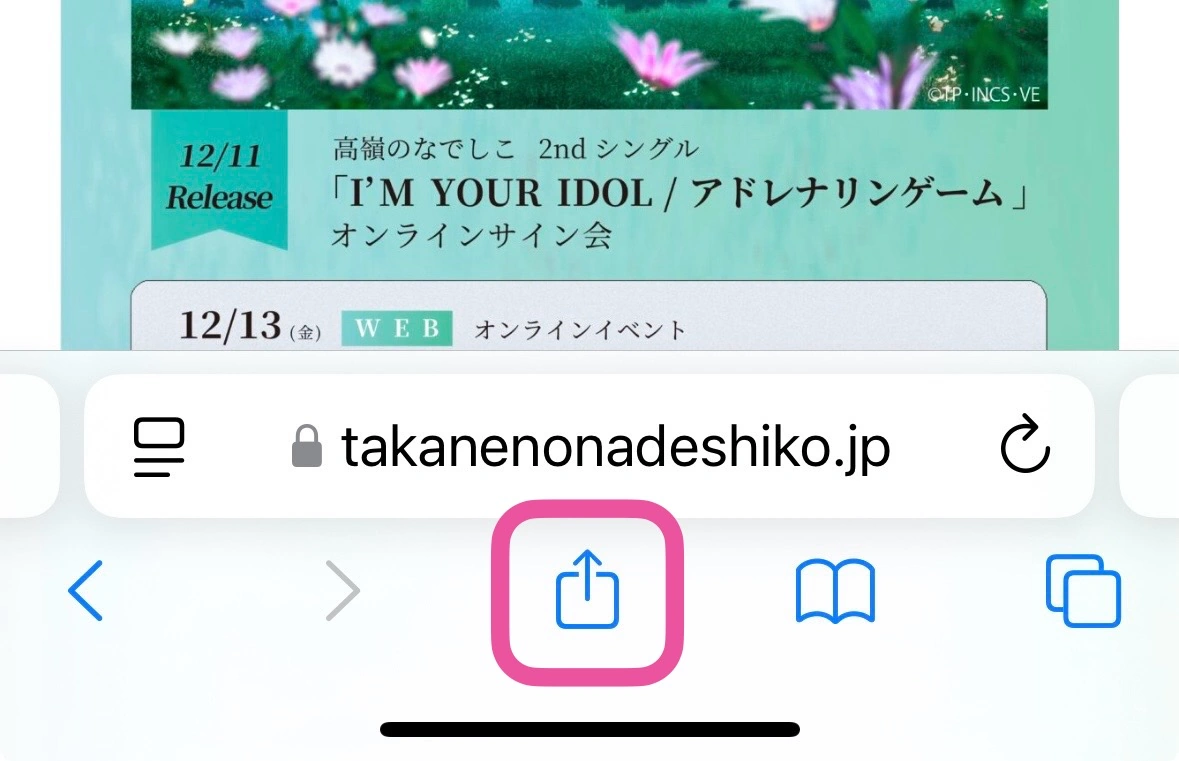 ©TP・INCS・VE
12/11
Release
高嶺のなでしこ 2nd シングル
「I'M YOUR IDOL / アドレナリンゲーム」
オンラインサイン会
12/13 (金) WEB オンラインイベント
takanenonadeshiko.jp